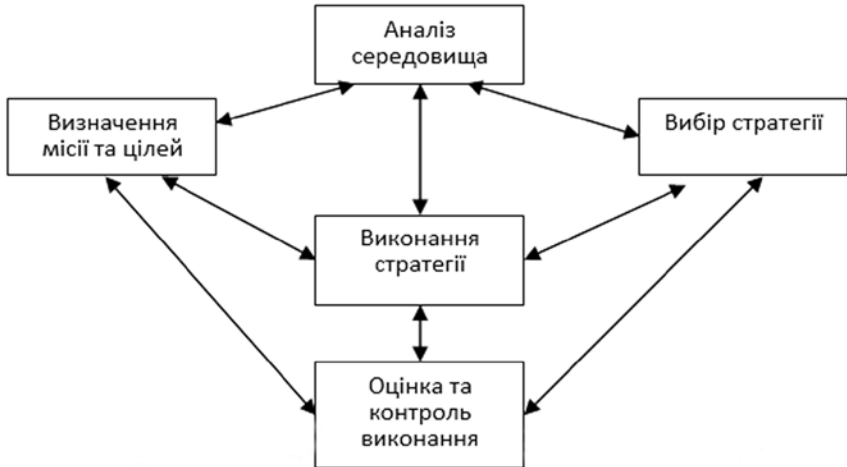 Аналіз
середовища
Визначення
місії та цілей
Вибір стратегії
Виконання
стратегії
Оцінка та
контроль
виконання